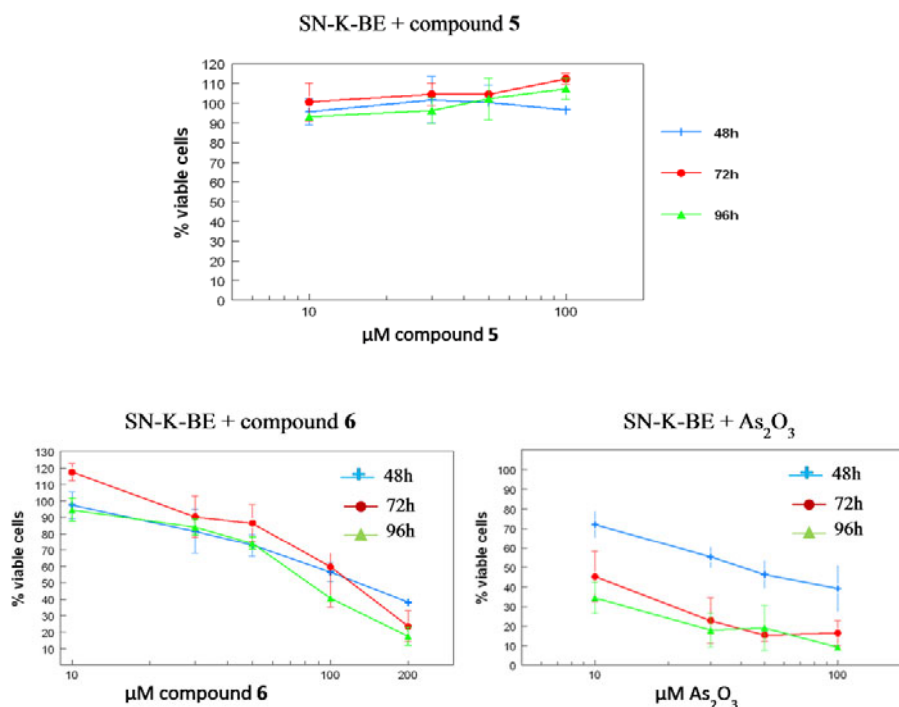 SN-K-BE + compound 5
120
110
100
90
80
70
60
50
40
30
20
10
0
% viable cells
10 100
µM compound 5
48h
72h
96h
SN-K-BE + compound 6
130
120
110
100
90
80
70
60
50
40
30
20
10
% viable cells
10 100 200
µM compound 6
48h
72h
96h
SN-K-BE + As₂O₃
100
90
80
70
60
50
40
30
20
10
0
% viable cells
10 100
µM As₂O₃
48h
72h
96h